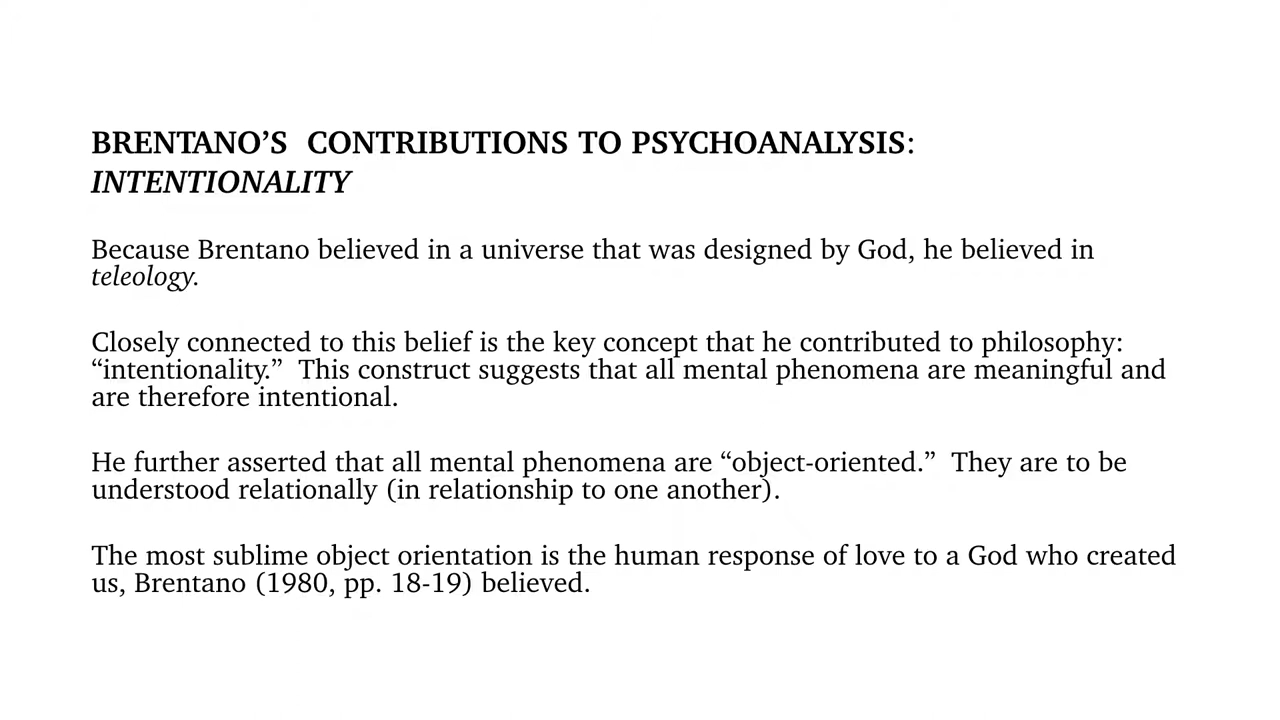 BRENTANO’S  CONTRIBUTIONS TO PSYCHOANALYSIS:
INTENTIONALITY
Because Brentano believed in a universe that was designed by God, he believed in
teleology.
Closely connected to this belief is the key concept that he contributed to philosophy:
“intentionality.”  This construct suggests that all mental phenomena are meaningful and
are therefore intentional.
He further asserted that all mental phenomena are “object-oriented.”  They are to be
understood relationally (in relationship to one another).
The most sublime object orientation is the human response of love to a God who created
us, Brentano (1980, pp. 18-19) believed.